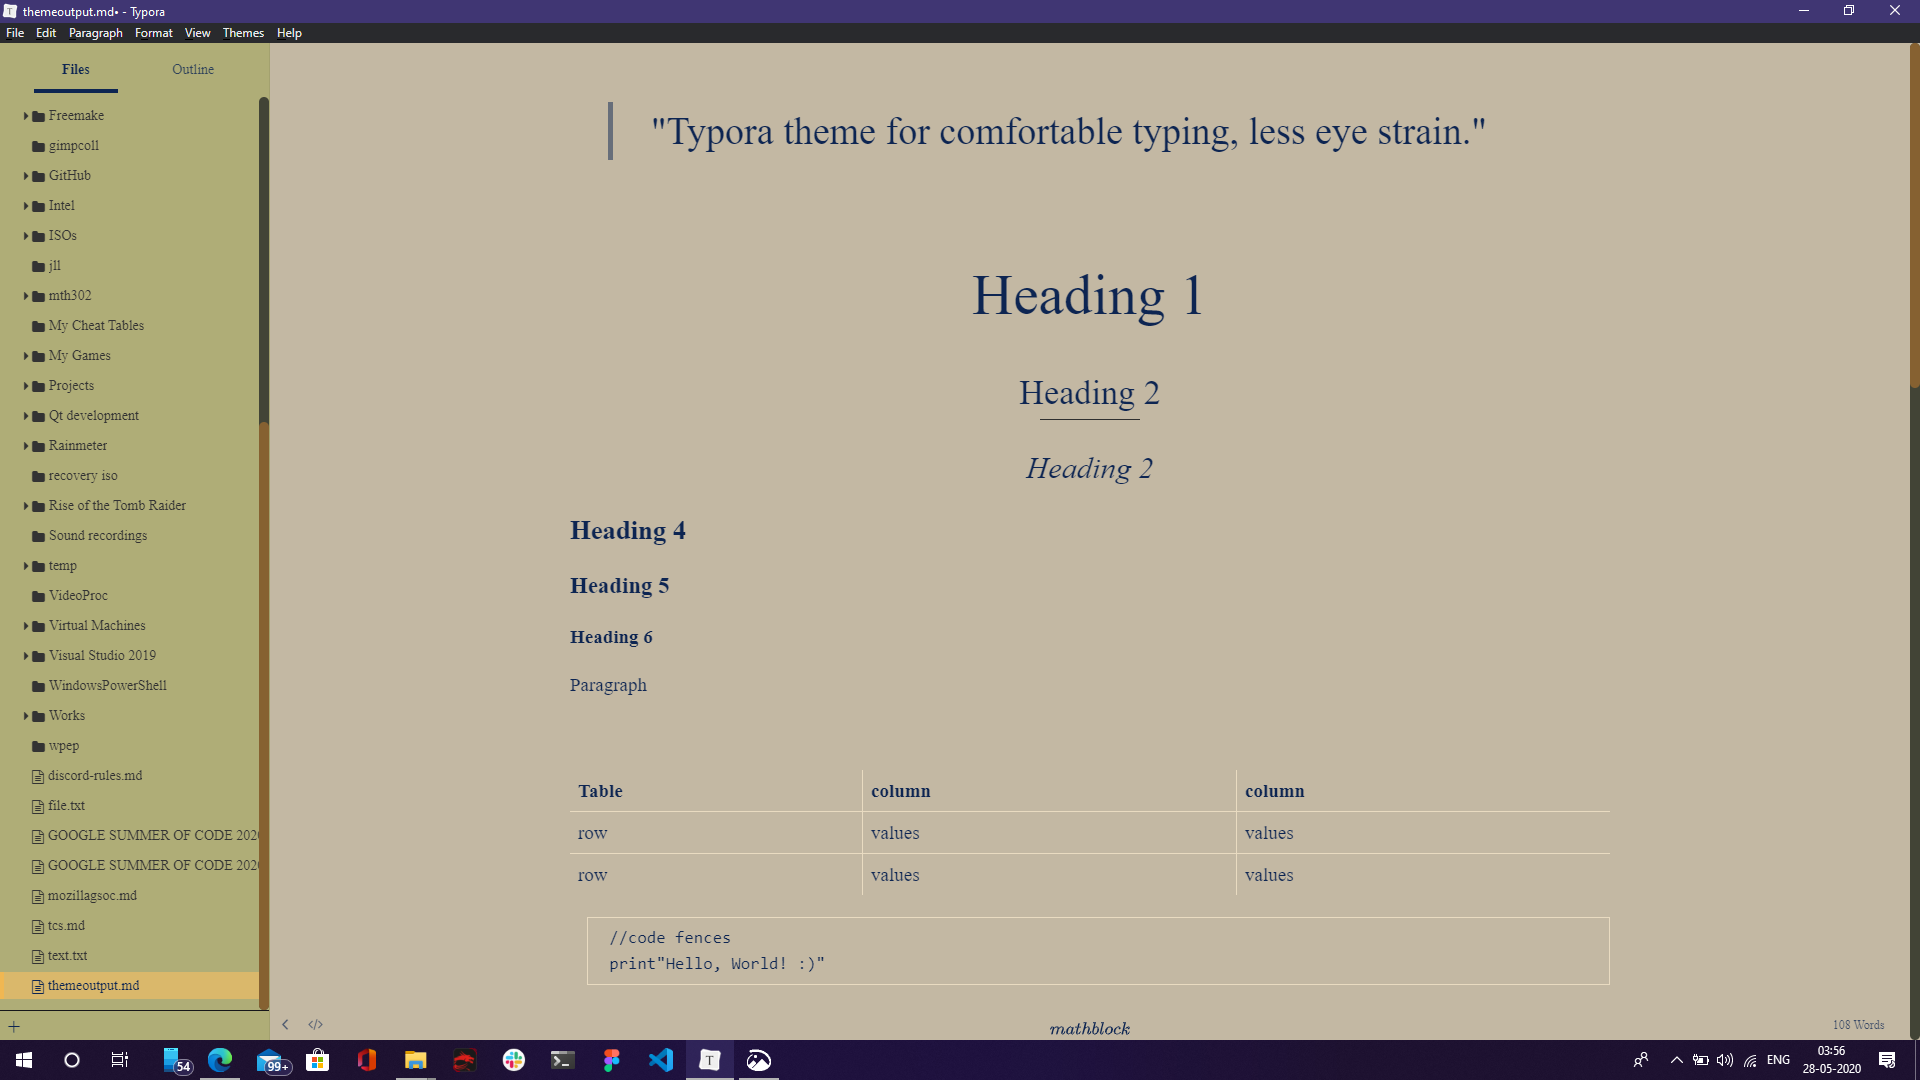 themeoutput.md• - Typora
File Edit Paragraph Format View Themes Help
Files Outline
Freemake
gimpcoll
GitHub
Intel
ISOs
jll
mth302
My Cheat Tables
My Games
Projects
Qt development
Rainmeter
recovery iso
Rise of the Tomb Raider
Sound recordings
temp
VideoProc
Virtual Machines
Visual Studio 2019
WindowsPowerShell
Works
wpep
discord-rules.md
file.txt
GOOGLE SUMMER OF CODE 202
GOOGLE SUMMER OF CODE 202
mozillagsoc.md
tcs.md
text.txt
themeoutput.md
"Typora theme for comfortable typing, less eye strain."
Heading 1
Heading 2
Heading 2
Heading 4
Heading 5
Heading 6
Paragraph
Table column column
row values values
row values values
//code fences
print"Hello, World! :)"
mathblock
108 Words
54
99+
T
ENG
03:56
28-05-2020